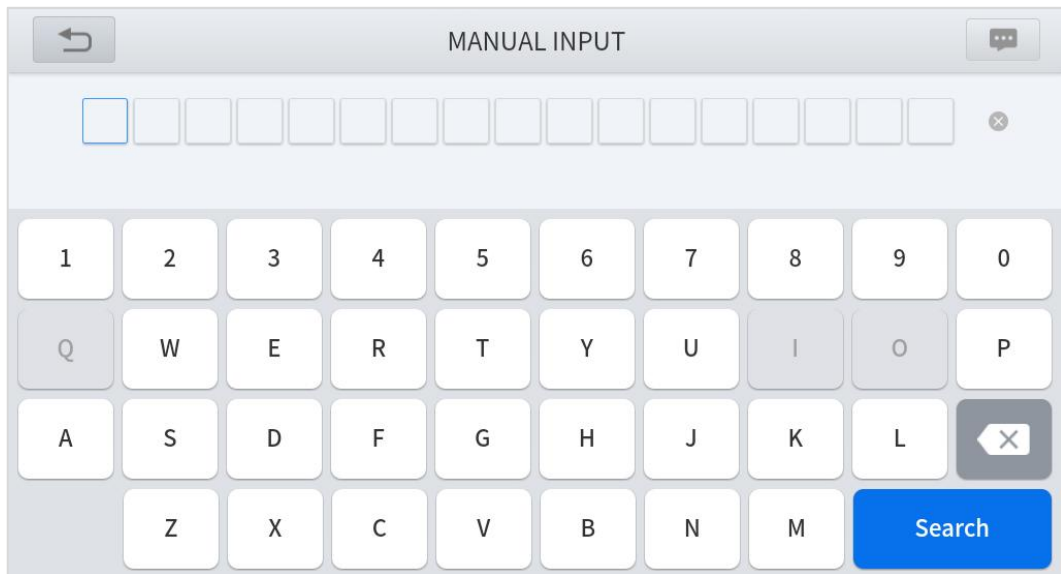 MANUAL INPUT
1 2 3 4 5 6 7 8 9 0
Q W E R T Y U I O P
A S D F G H J K L
Z X C V B N M Search